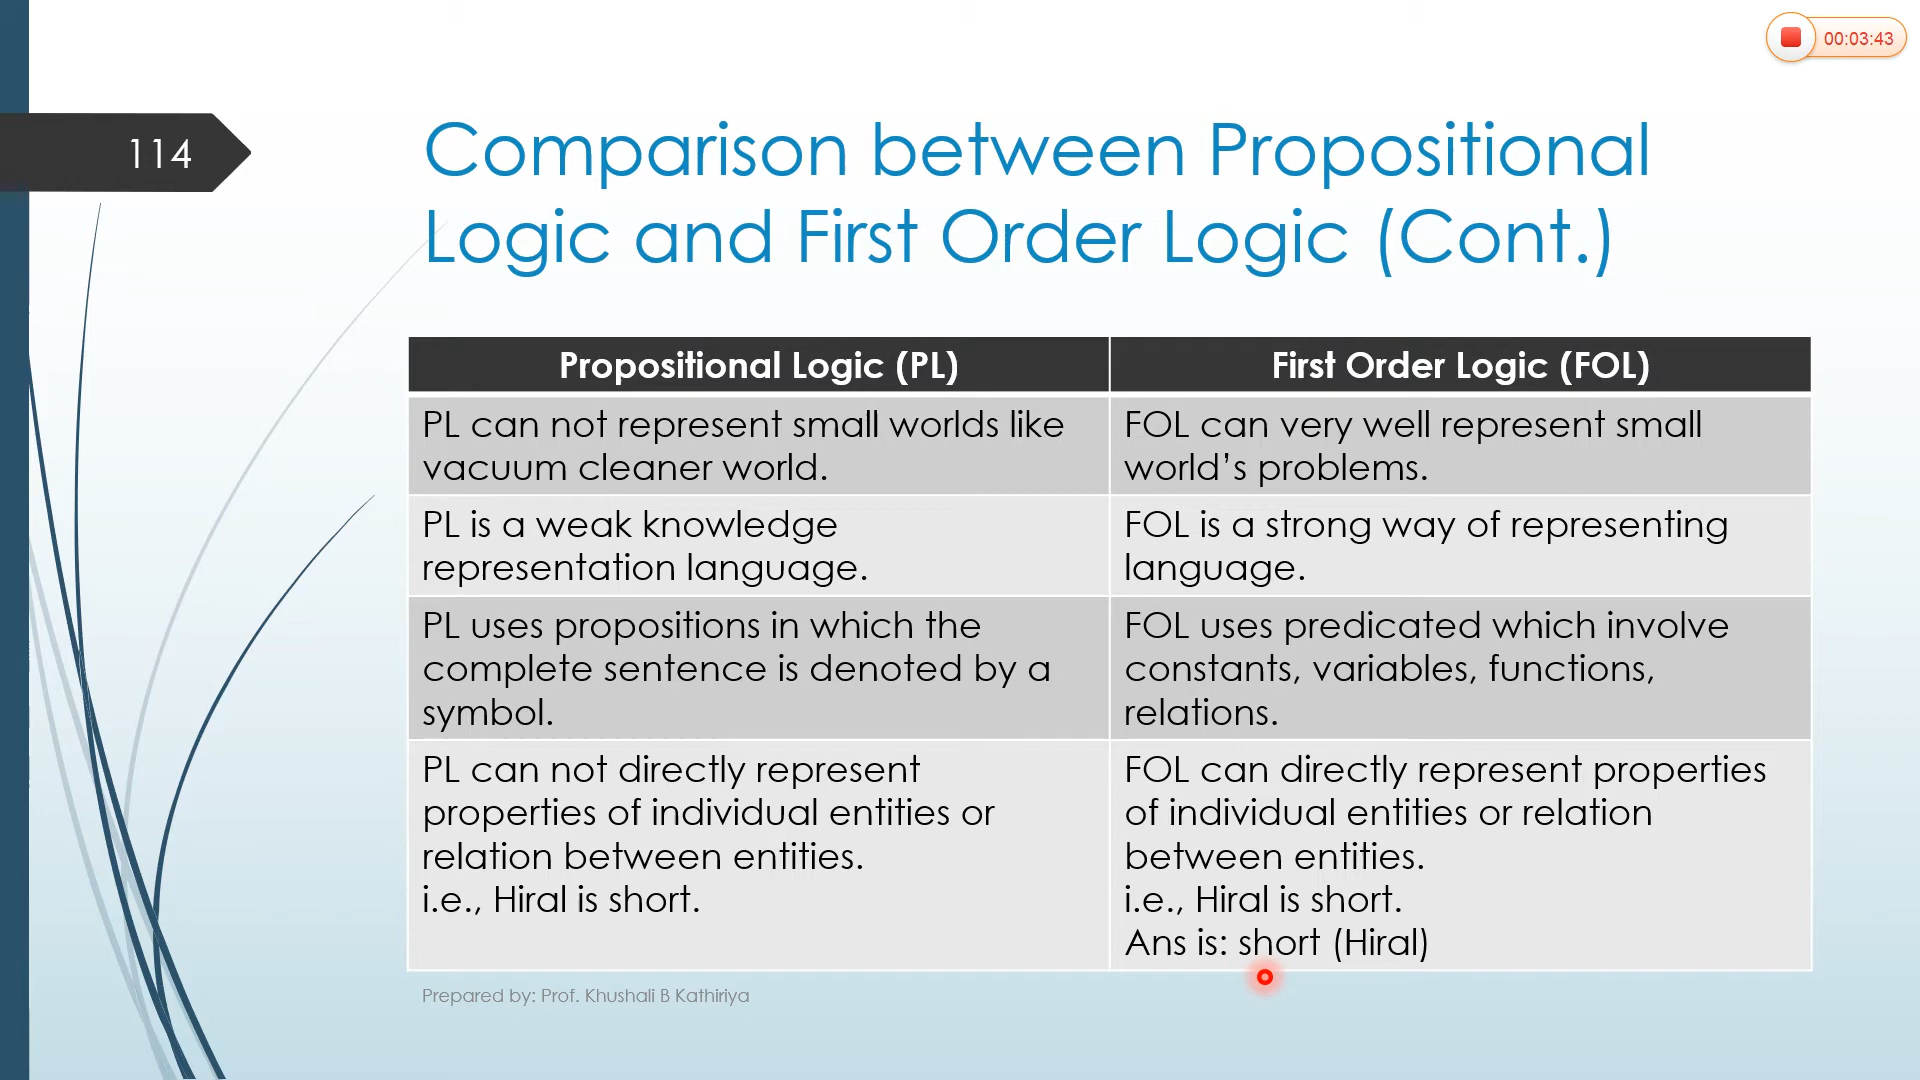 00:03:43
114
Comparison between Propositional
Logic and First Order Logic (Cont.)
Propositional Logic (PL)
First Order Logic (FOL)
PL can not represent small worlds like
vacuum cleaner world.
FOL can very well represent small
world’s problems.
PL is a weak knowledge
representation language.
FOL is a strong way of representing
language.
PL uses propositions in which the
complete sentence is denoted by a
symbol.
FOL uses predicated which involve
constants, variables, functions,
relations.
PL can not directly represent
properties of individual entities or
relation between entities.
i.e., Hiral is short.
FOL can directly represent properties
of individual entities or relation
between entities.
i.e., Hiral is short.
Ans is: short (Hiral)
Prepared by: Prof. Khushali B Kathiriya